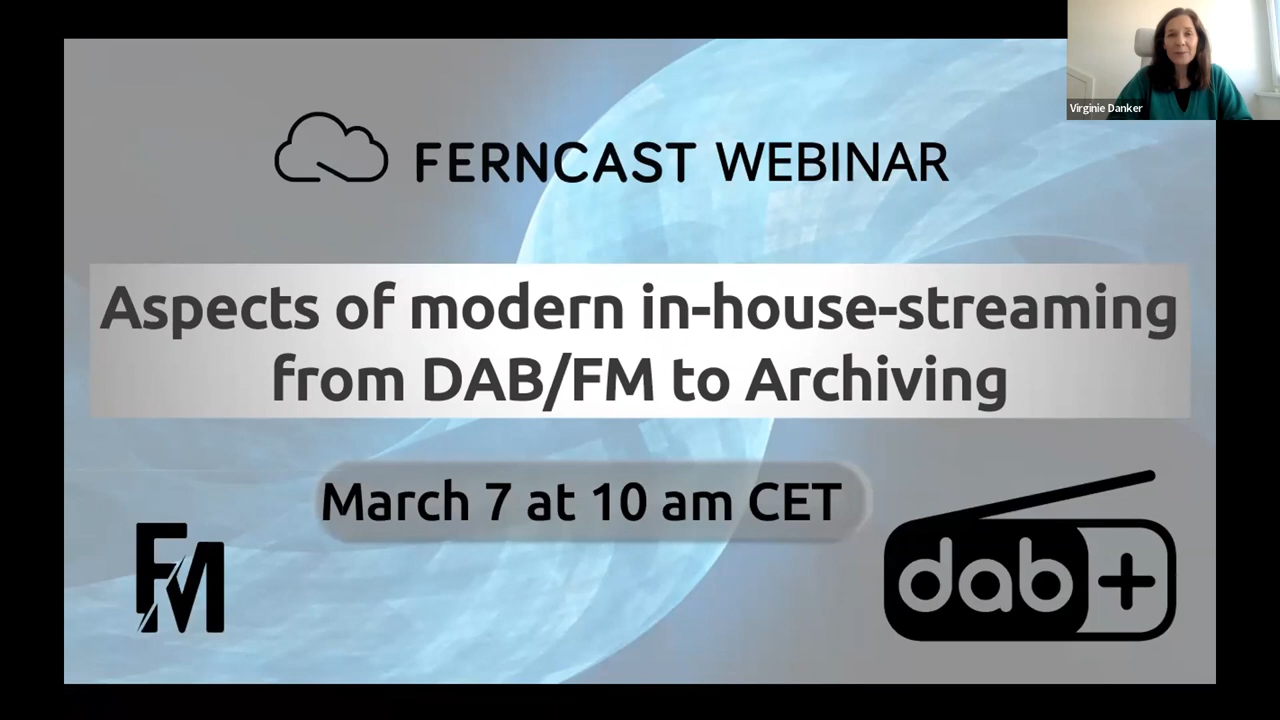 Virginie Danker
FERNCAST WEBINAR
Aspects of modern in-house-streaming
from DAB/FM to Archiving
March 7 at 10 am CET
FM
dab+